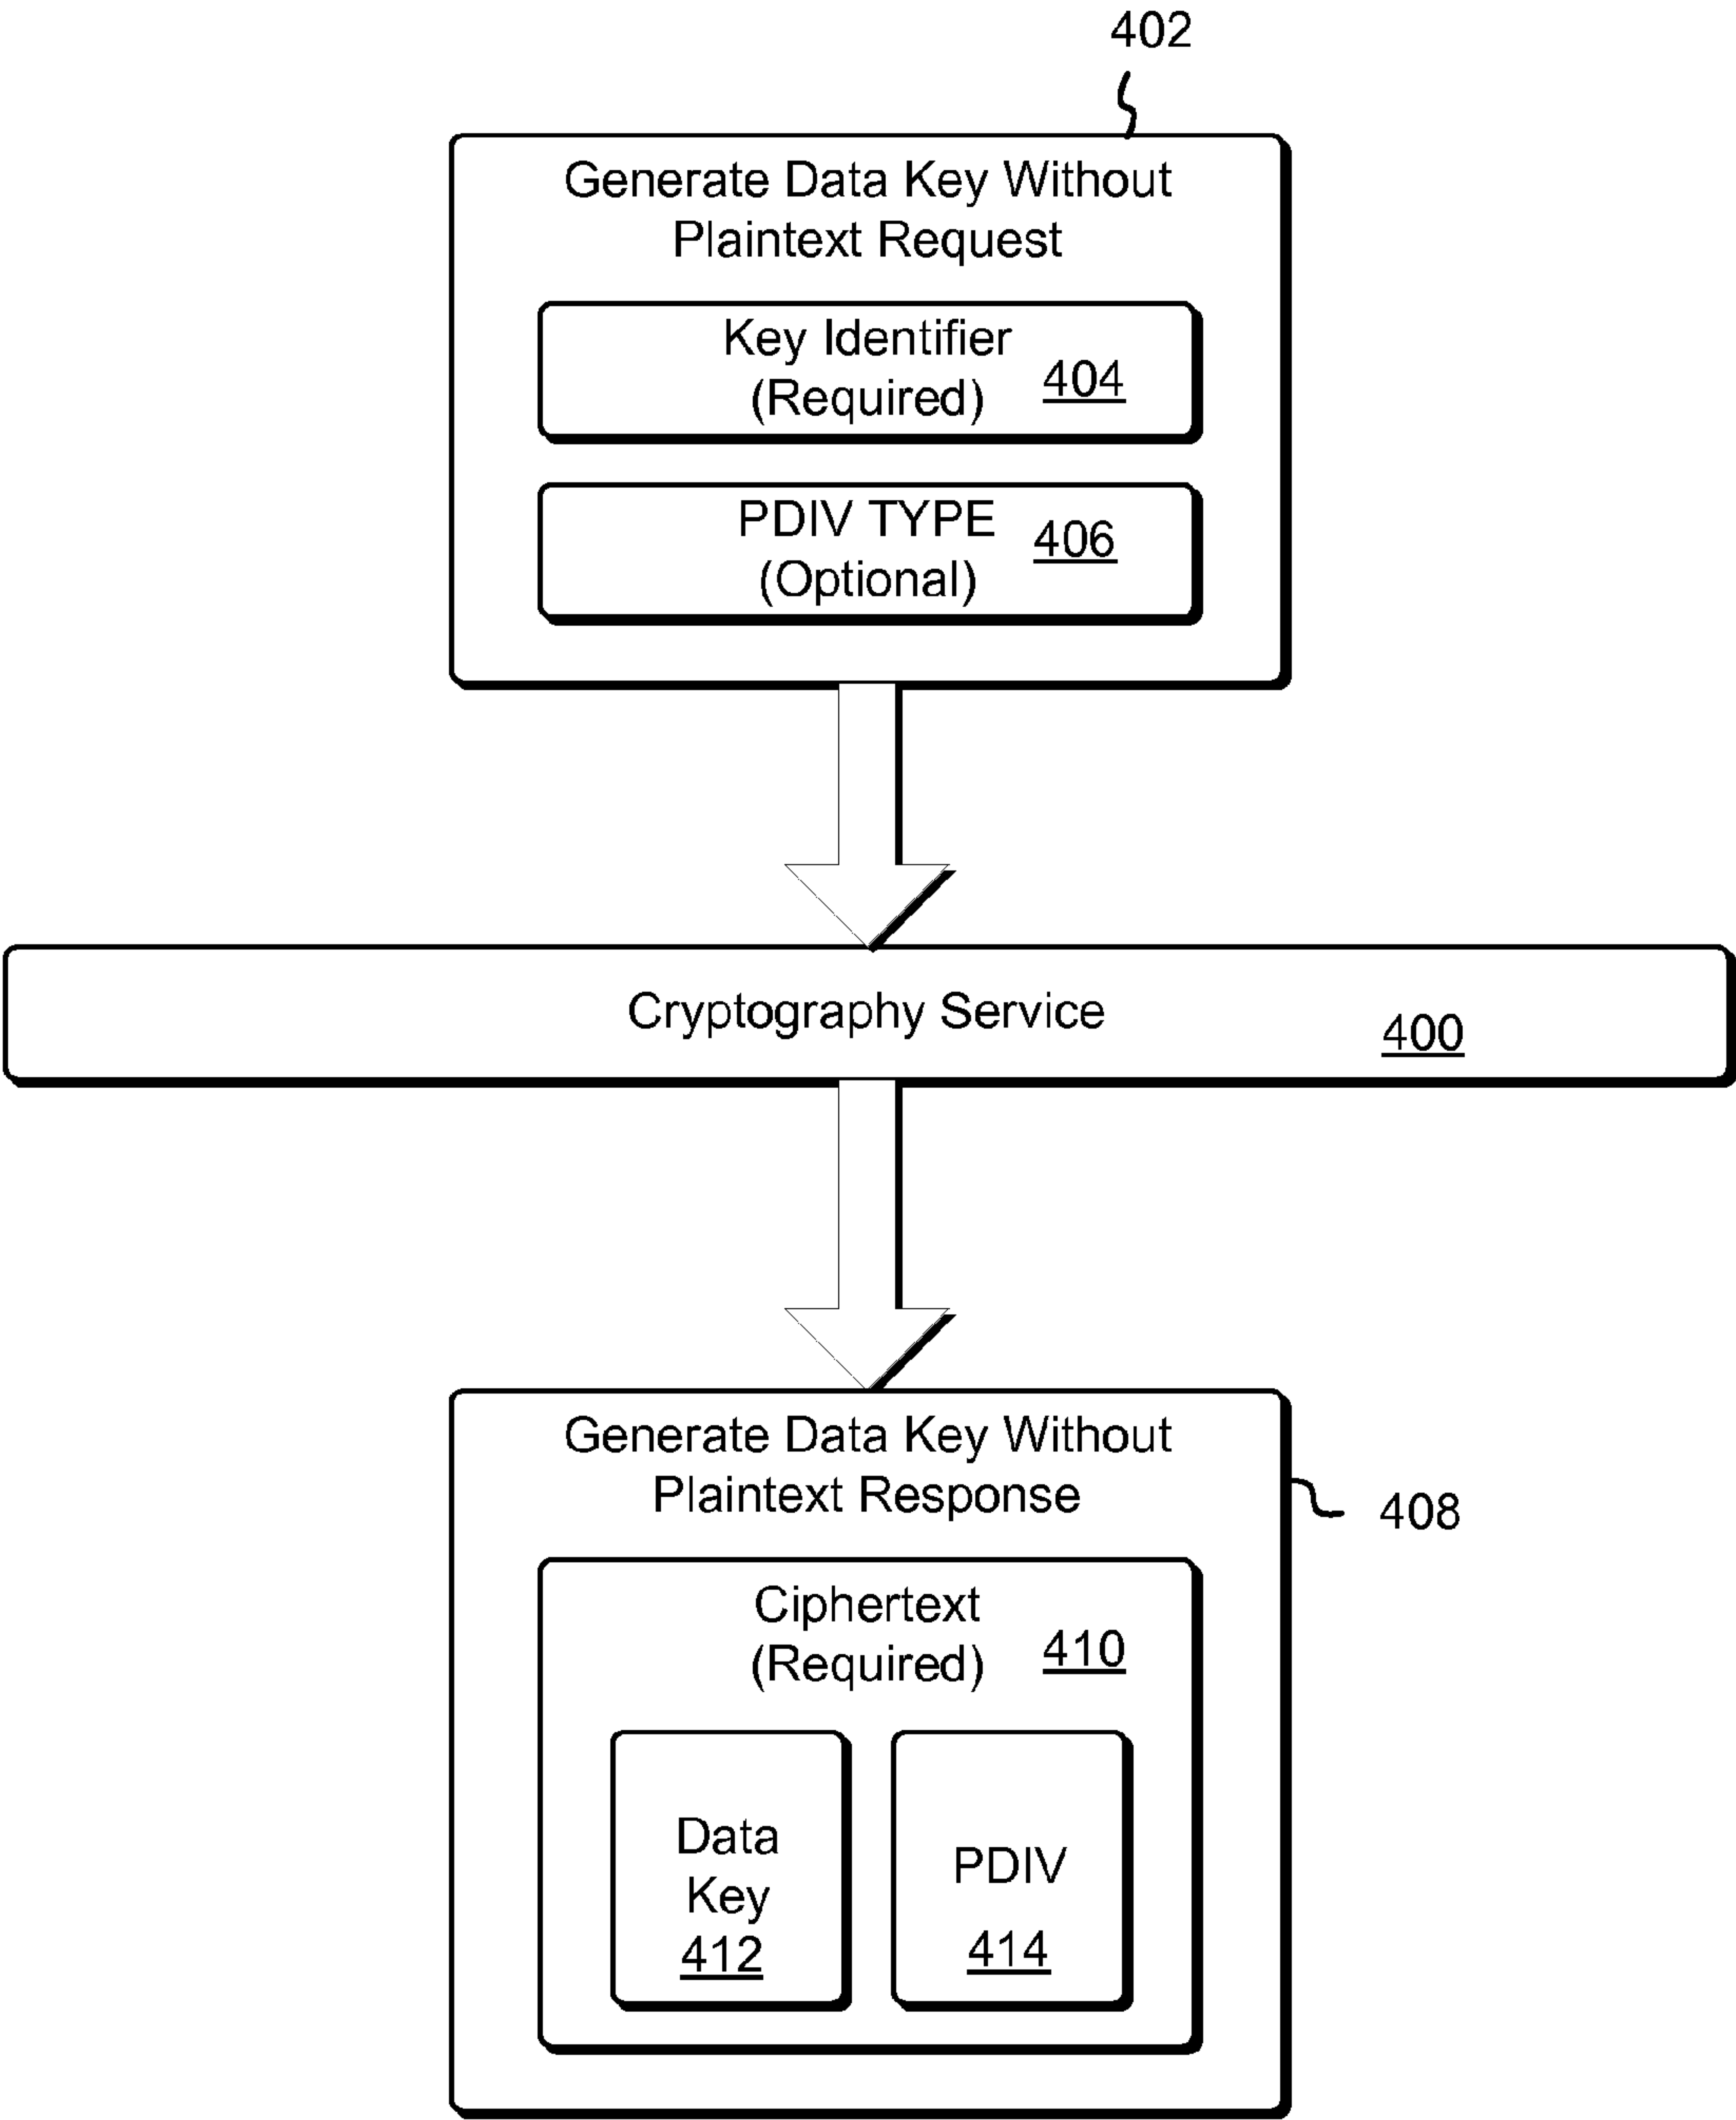 402
Generate Data Key Without
Plaintext Request
Key Identifier
(Required)
404
PDIV TYPE
(Optional)
406
Cryptography Service
400
Generate Data Key Without
Plaintext Response
408
Ciphertext
(Required)
410
Data
Key
412
PDIV
414